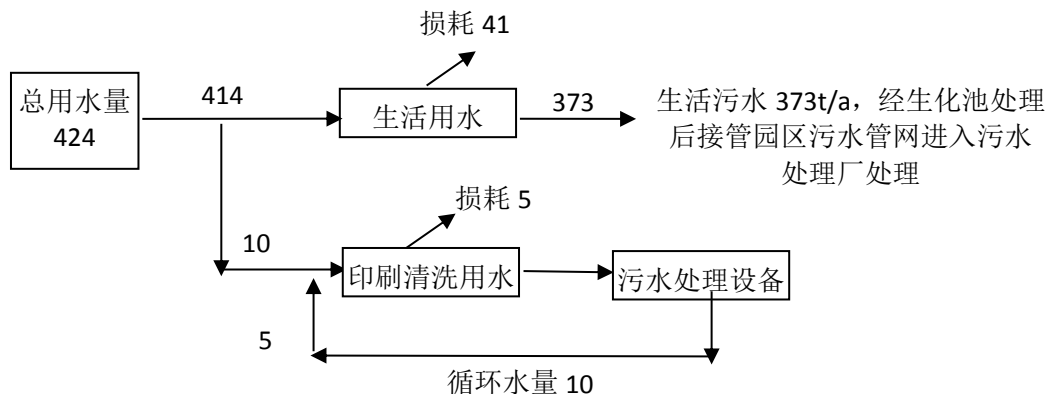 损耗 41
总用水量
424
414
生活用水
373
生活污水 373t/a，经生化池处理
后接管园区污水管网进入污水
处理厂处理
损耗 5
10
印刷清洗用水
污水处理设备
5
循环水量 10